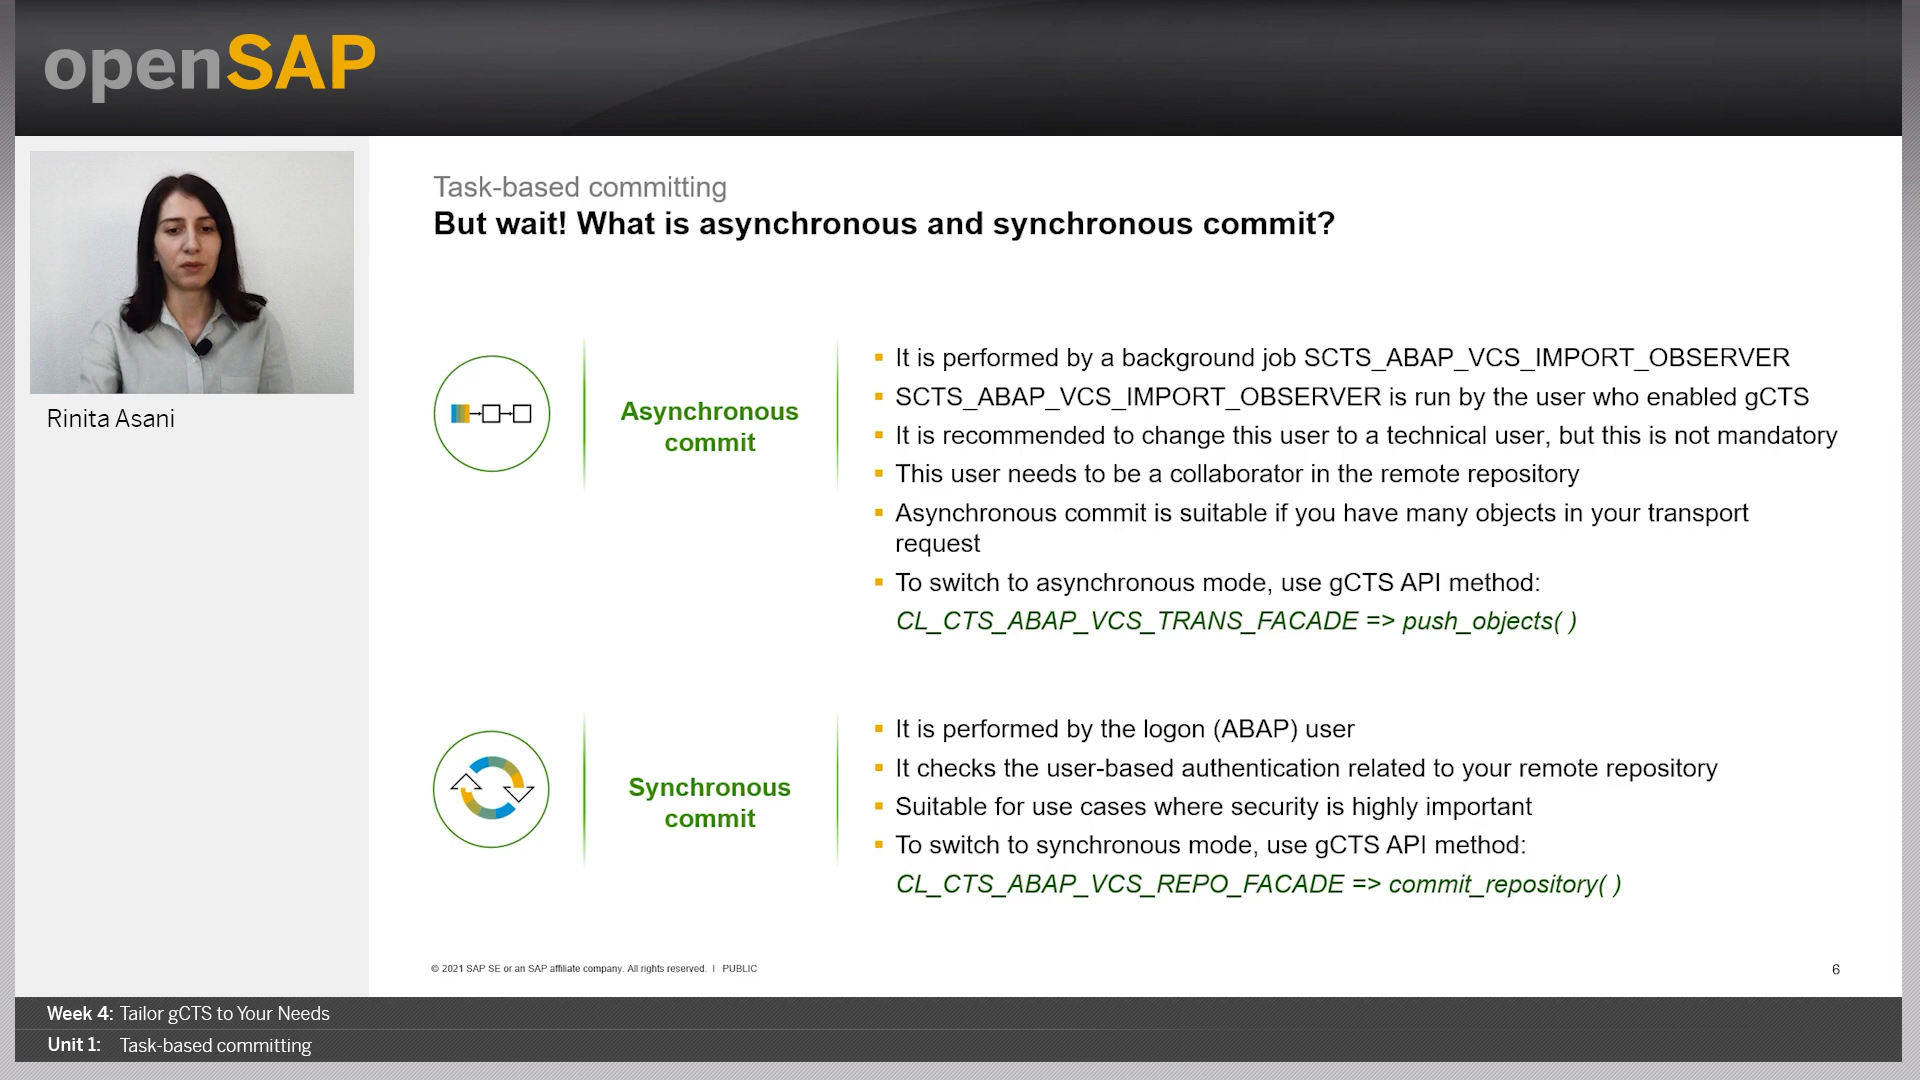 openSAP
Rinita Asani
Task-based committing
But wait! What is asynchronous and synchronous commit?
Asynchronous
commit
▪ It is performed by a background job SCTS_ABAP_VCS_IMPORT_OBSERVER
▪ SCTS_ABAP_VCS_IMPORT_OBSERVER is run by the user who enabled gCTS
▪ It is recommended to change this user to a technical user, but this is not mandatory
▪ This user needs to be a collaborator in the remote repository
▪ Asynchronous commit is suitable if you have many objects in your transport
request
▪ To switch to asynchronous mode, use gCTS API method:
CL_CTS_ABAP_VCS_TRANS_FACADE => push_objects( )
Synchronous
commit
▪ It is performed by the logon (ABAP) user
▪ It checks the user-based authentication related to your remote repository
▪ Suitable for use cases where security is highly important
▪ To switch to synchronous mode, use gCTS API method:
CL_CTS_ABAP_VCS_REPO_FACADE => commit_repository( )
© 2021 SAP SE or an SAP affiliate company. All rights reserved. I PUBLIC
6
Week 4: Tailor gCTS to Your Needs
Unit 1: Task-based committing